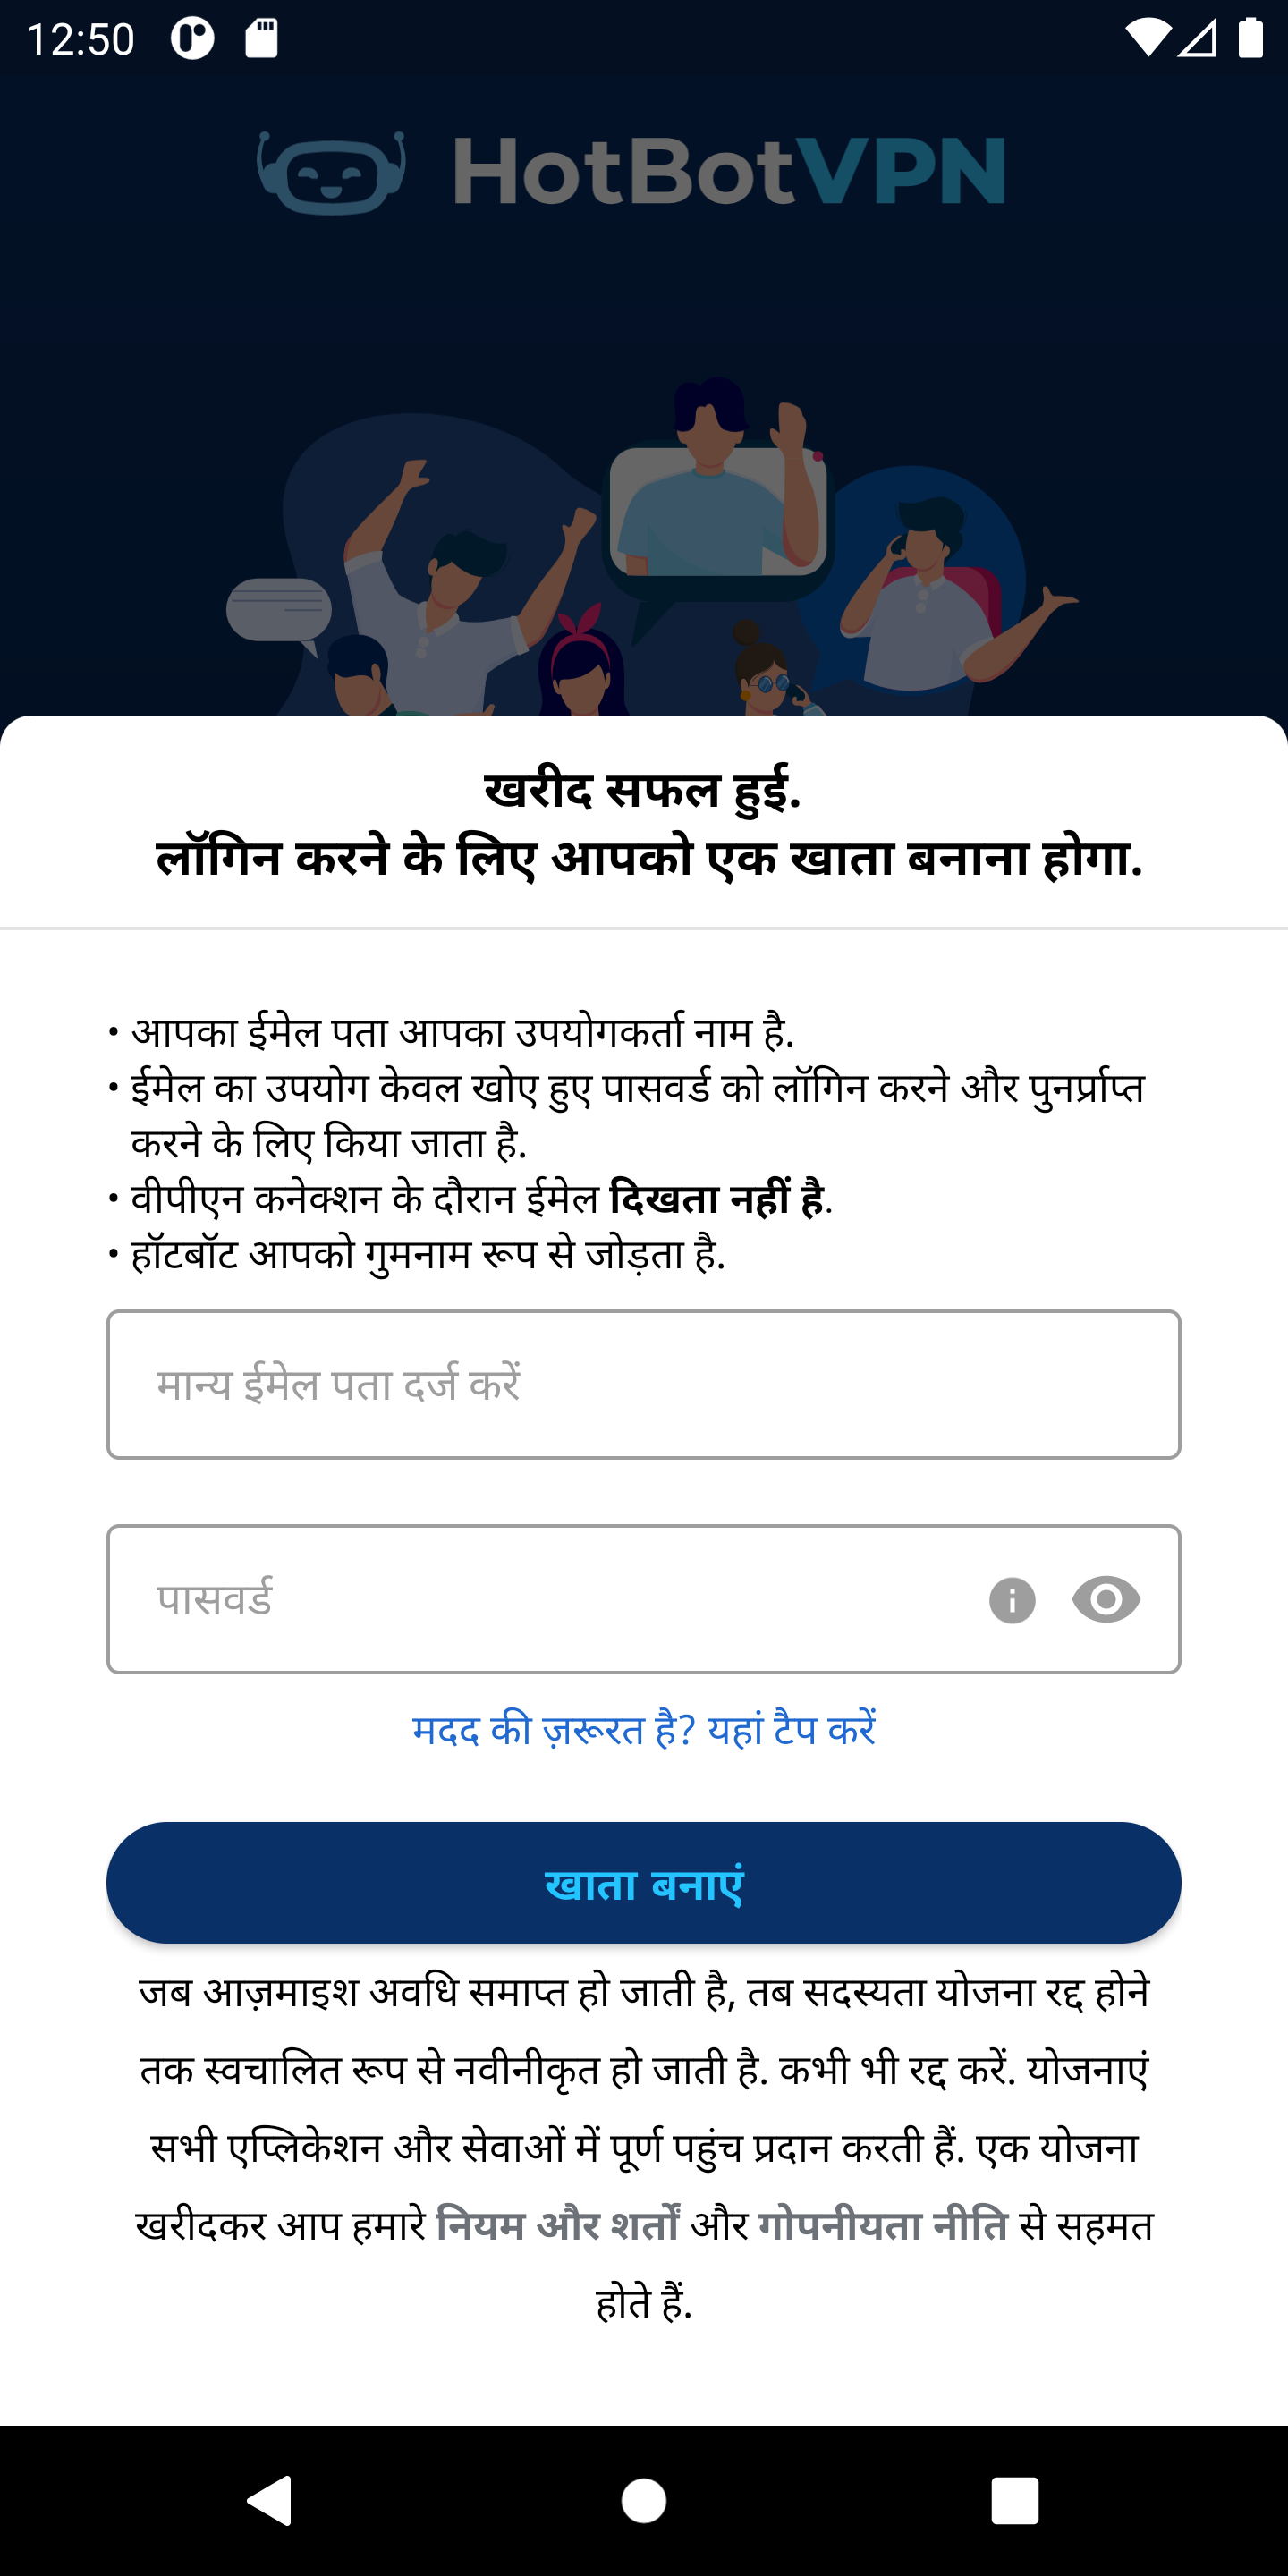 12:50
HotBotVPN
खरीद सफल हुई.
लॉगिन करने के लिए आपको एक खाता बनाना होगा.
• आपका ईमेल पता आपका उपयोगकर्ता नाम है.
• ईमेल का उपयोग केवल खोए हुए पासवर्ड को लॉगिन करने और पुनर्प्राप्त
करने के लिए किया जाता है.
• वीपीएन कनेक्शन के दौरान ईमेल दिखता नहीं है.
• हॉटबॉट आपको गुमनाम रूप से जोड़ता है.
मान्य ईमेल पता दर्ज करें
पासवर्ड
मदद की ज़रूरत है? यहां टैप करें
खाता बनाएं
जब आज़माइश अवधि समाप्त हो जाती है, तब सदस्यता योजना रद्द होने
तक स्वचालित रूप से नवीनीकृत हो जाती है. कभी भी रद्द करें. योजनाएं
सभी एप्लिकेशन और सेवाओं में पूर्ण पहुंच प्रदान करती हैं. एक योजना
खरीदकर आप हमारे नियम और शर्तों और गोपनीयता नीति से सहमत
होते हैं.